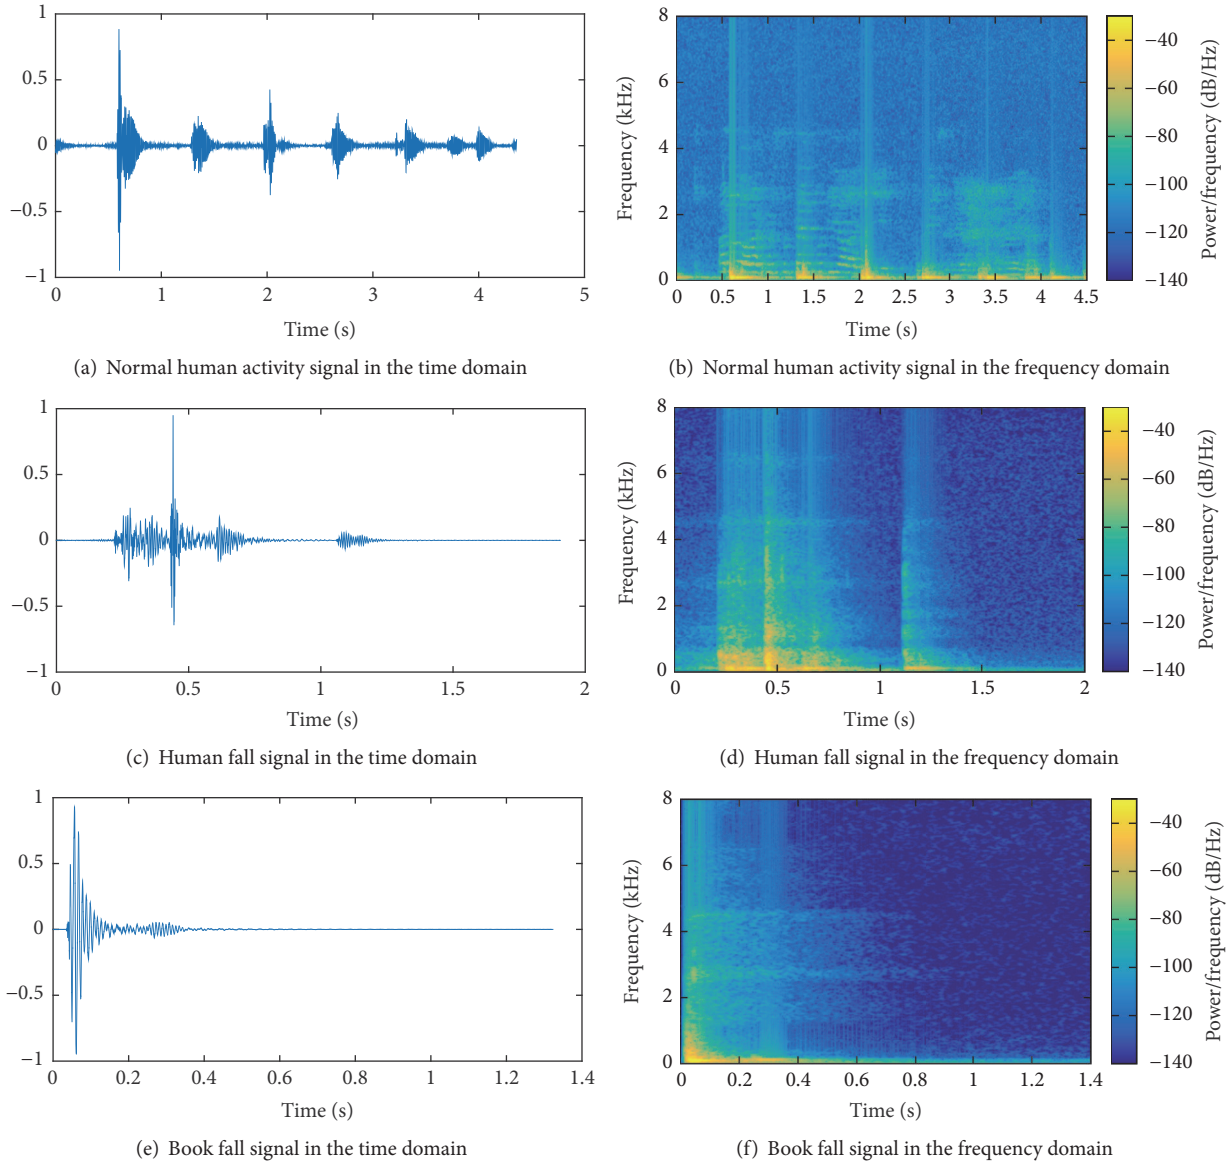 1
0.5
0
−0.5
−1
0 1 2 3 4 5
Time (s)
(a) Normal human activity signal in the time domain
8
6
4
2
0
Frequency (kHz)
0 0.5 1 1.5 2 2.5 3 3.5 4 4.5
Time (s)
−40
−60
−80
−100
−120
−140
Power/frequency (dB/Hz)
(b) Normal human activity signal in the frequency domain
1
0.5
0
−0.5
−1
0 0.5 1 1.5 2
Time (s)
(c) Human fall signal in the time domain
8
6
4
2
0
Frequency (kHz)
0 0.5 1 1.5 2
Time (s)
−40
−60
−80
−100
−120
−140
Power/frequency (dB/Hz)
(d) Human fall signal in the frequency domain
1
0.5
0
−0.5
−1
0 0.2 0.4 0.6 0.8 1 1.2 1.4
Time (s)
(e) Book fall signal in the time domain
8
6
4
2
0
Frequency (kHz)
0 0.2 0.4 0.6 0.8 1 1.2 1.4
Time (s)
−40
−60
−80
−100
−120
−140
Power/frequency (dB/Hz)
(f) Book fall signal in the frequency domain